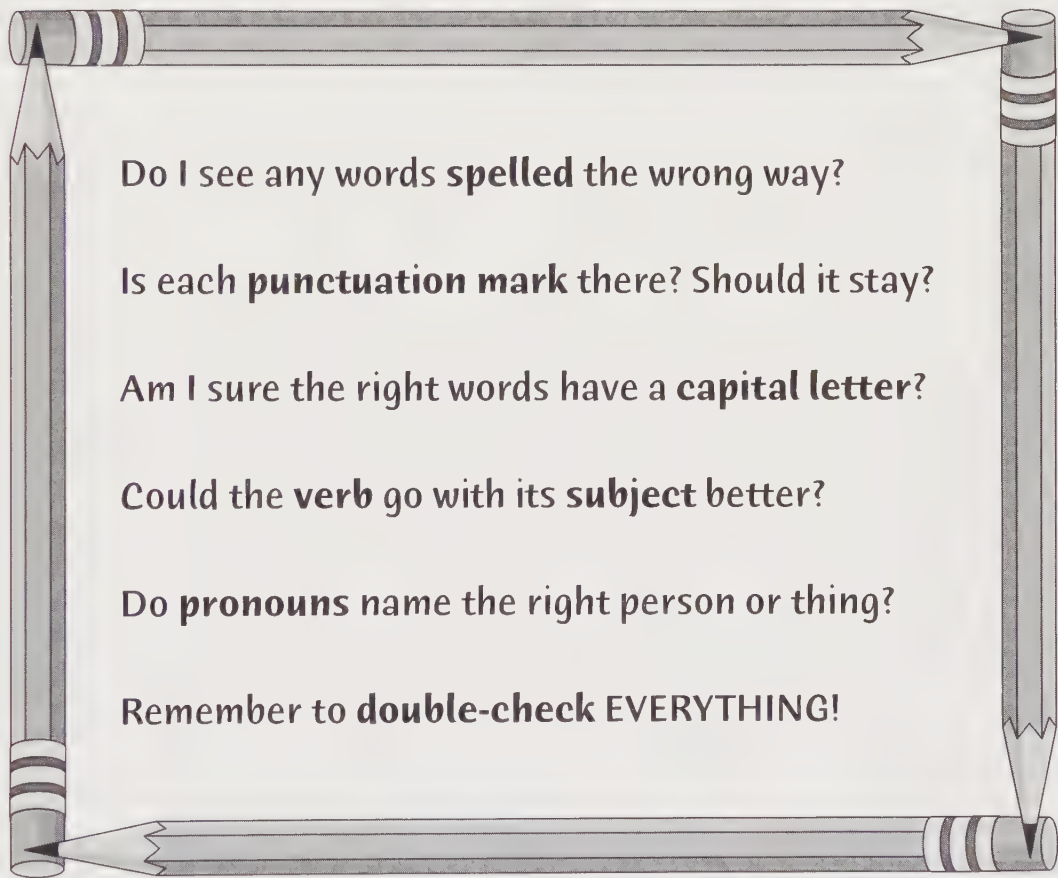 Do I see any words spelled the wrong way?
Is each punctuation mark there? Should it stay?
Am I sure the right words have a capital letter?
Could the verb go with its subject better?
Do pronouns name the right person or thing?
Remember to double-check EVERYTHING!